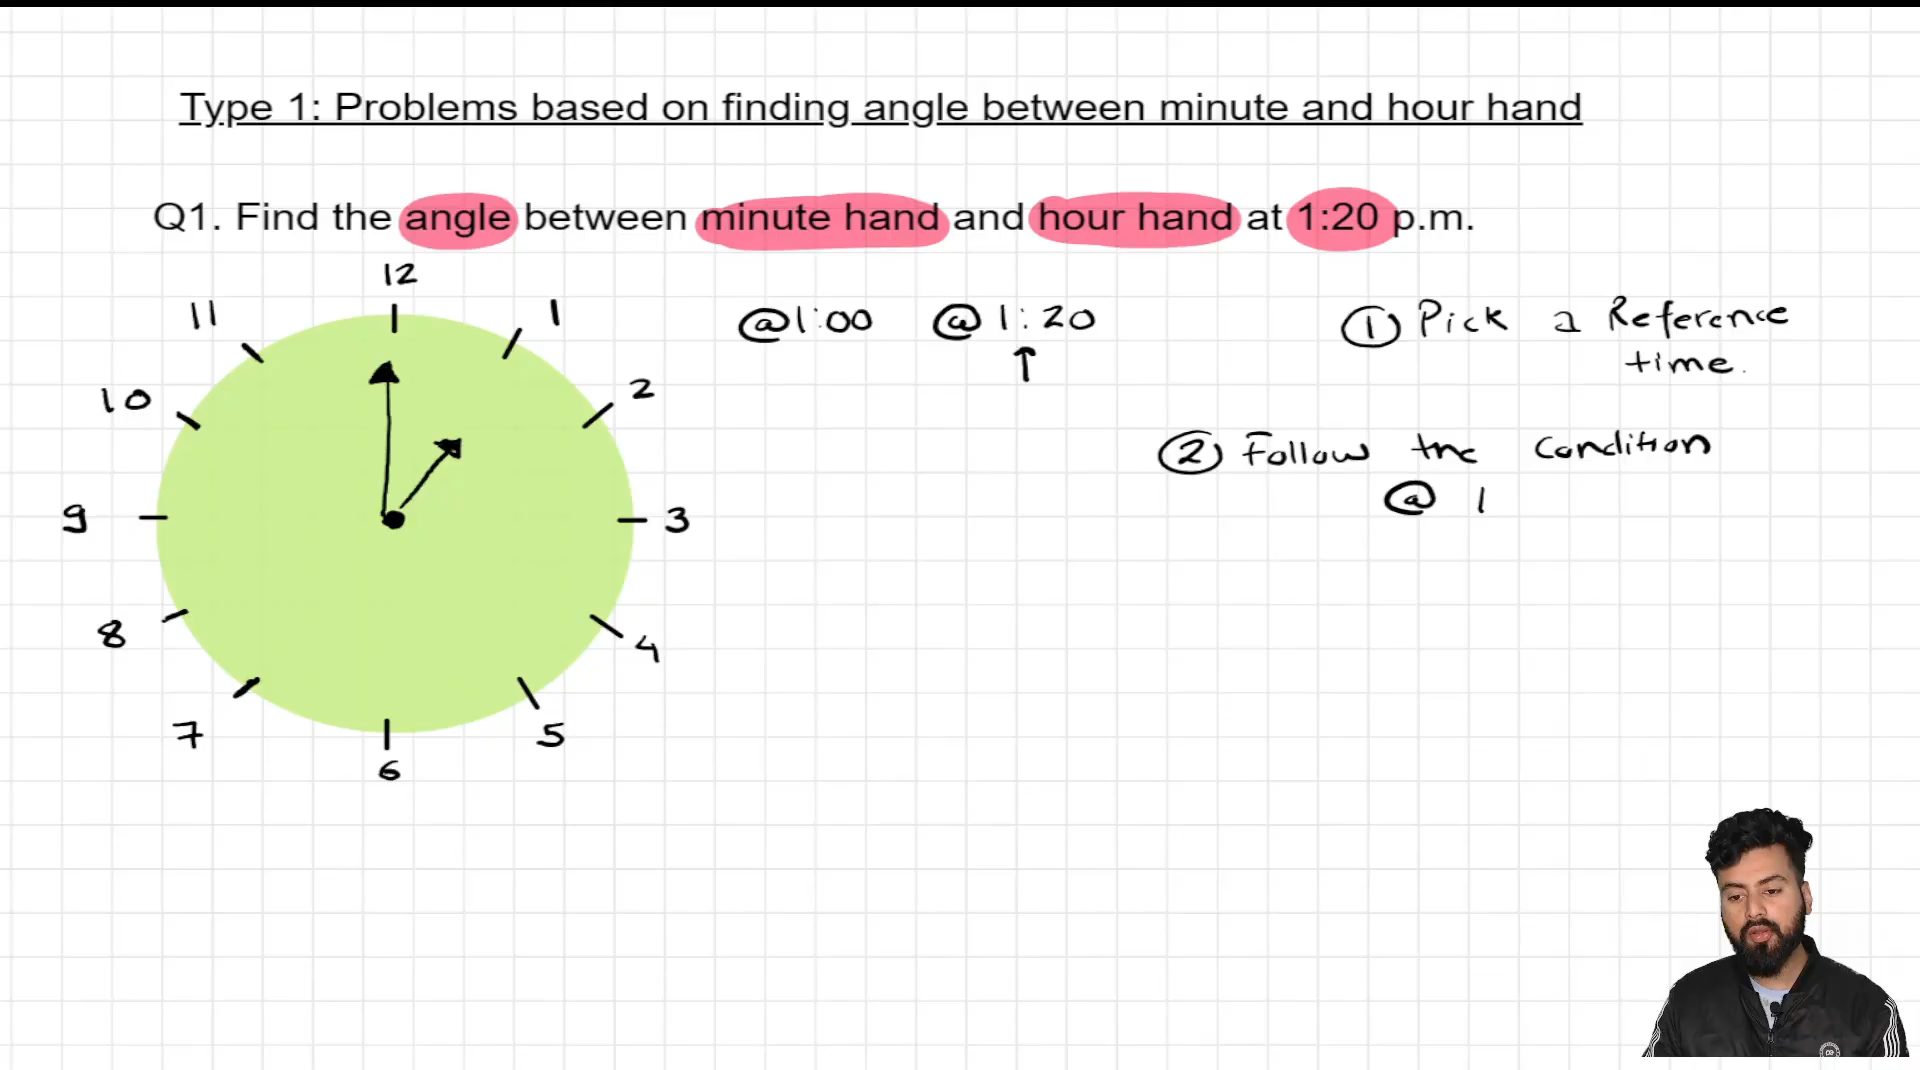 Type 1: Problems based on finding angle between minute and hour hand
Q1. Find the angle between minute hand and hour hand at 1:20 p.m.
12
11
1
@1:00 @ 1:20
① Pick a Reference
time.
10
2
② Follow the condition
@ 1
9
3
8
4
7
5
6